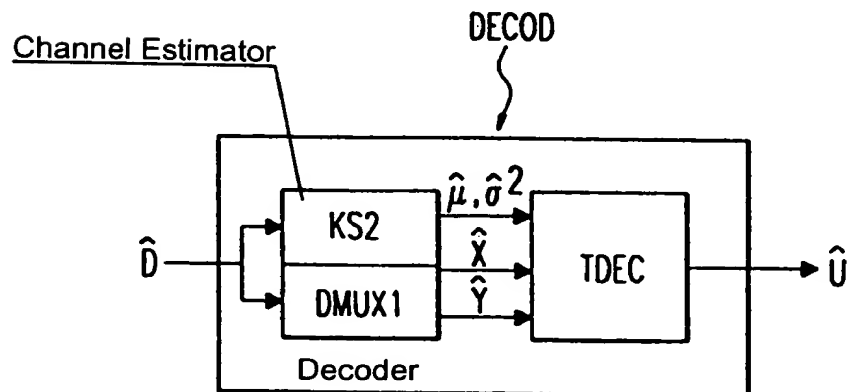 DECOD
Channel Estimator
μ̂, σ̂²
KS2
X̂
D̂
TDEC
Û
DMUX1
Ŷ
Decoder